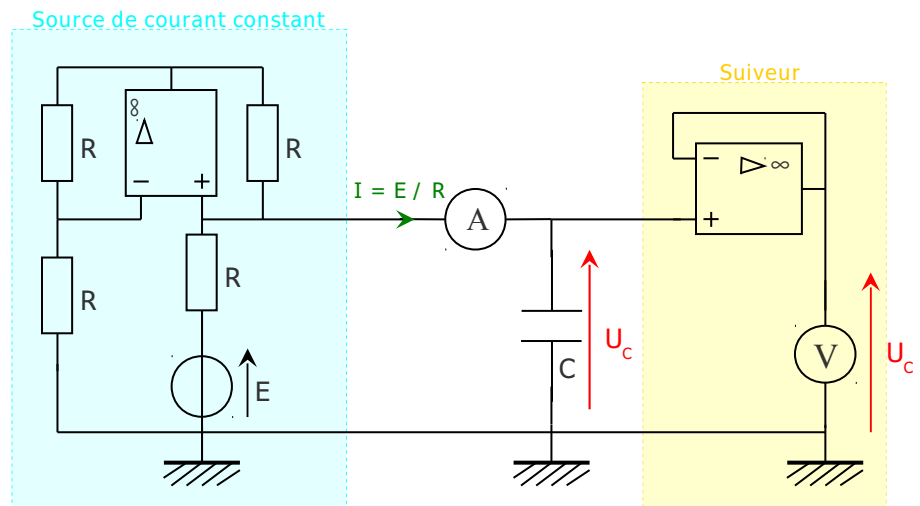 Source de courant constant
Suiveur
∞
R
R
− +
I = E / R
A
− ∞
+
R
R
U_C
V
U_C
C
E